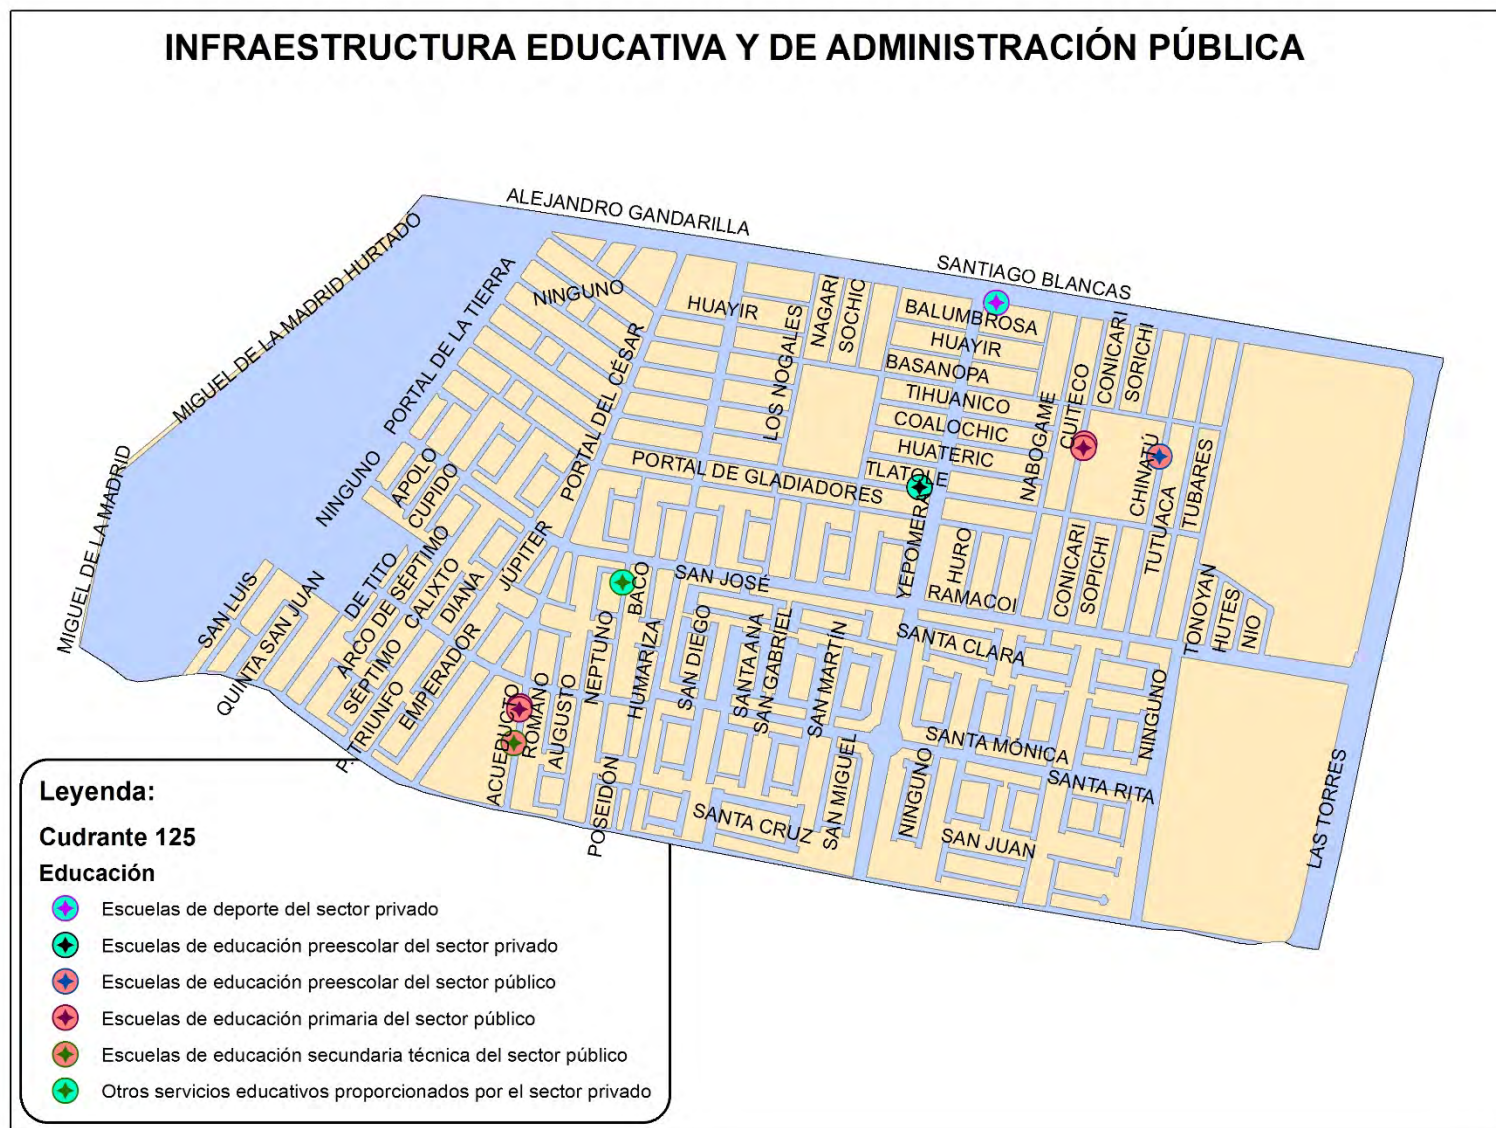 INFRAESTRUCTURA EDUCATIVA Y DE ADMINISTRACIÓN PÚBLICA
ALEJANDRO GANDARILLA
SANTIAGO BLANCAS
MIGUEL DE LA MADRID HURTADO
MIGUEL DE LA MADRID
PORTAL DE LA TIERRA
NINGUNO
HUAYIR
PORTAL DEL CÉSAR
LOS NOGALES
NAGARI
SOCHIC
BALUMBROSA
HUAYIR
BASANOPA
TIHUANICO
COALOCHIC
HUATERIC
TLATOLE
NABOGAME
CUITECO
CONICARI
SORICHI
CHINATÚ
TUTUACA
TUBARES
PORTAL DE GLADIADORES
NINGUNO
APOLO
CUPIDO
YEPOMERA
HURO
RAMACOI
CONICARI
SOPICHI
TONOYAN
HUTES
NIO
SAN JOSÉ
BACO
JÚPITER
DE TITO
ARCO DE SÉPTIMO
CALIXTO
DIANA
SAN LUIS
QUINTA SAN JUAN
SÉPTIMO
P. TRIUNFO
EMPERADOR
ACUEDUCTO
ROMANO
AUGUSTO
NEPTUNO
HUMARIZA
POSEIDÓN
SAN DIEGO
SANTA ANA
SAN GABRIEL
SAN MARTÍN
SAN MIGUEL
SANTA CLARA
SANTA MÓNICA
SANTA RITA
NINGUNO
NINGUNO
SANTA CRUZ
SAN JUAN
LAS TORRES
Leyenda:
Cudrante 125
Educación
Escuelas de deporte del sector privado
Escuelas de educación preescolar del sector privado
Escuelas de educación preescolar del sector público
Escuelas de educación primaria del sector público
Escuelas de educación secundaria técnica del sector público
Otros servicios educativos proporcionados por el sector privado